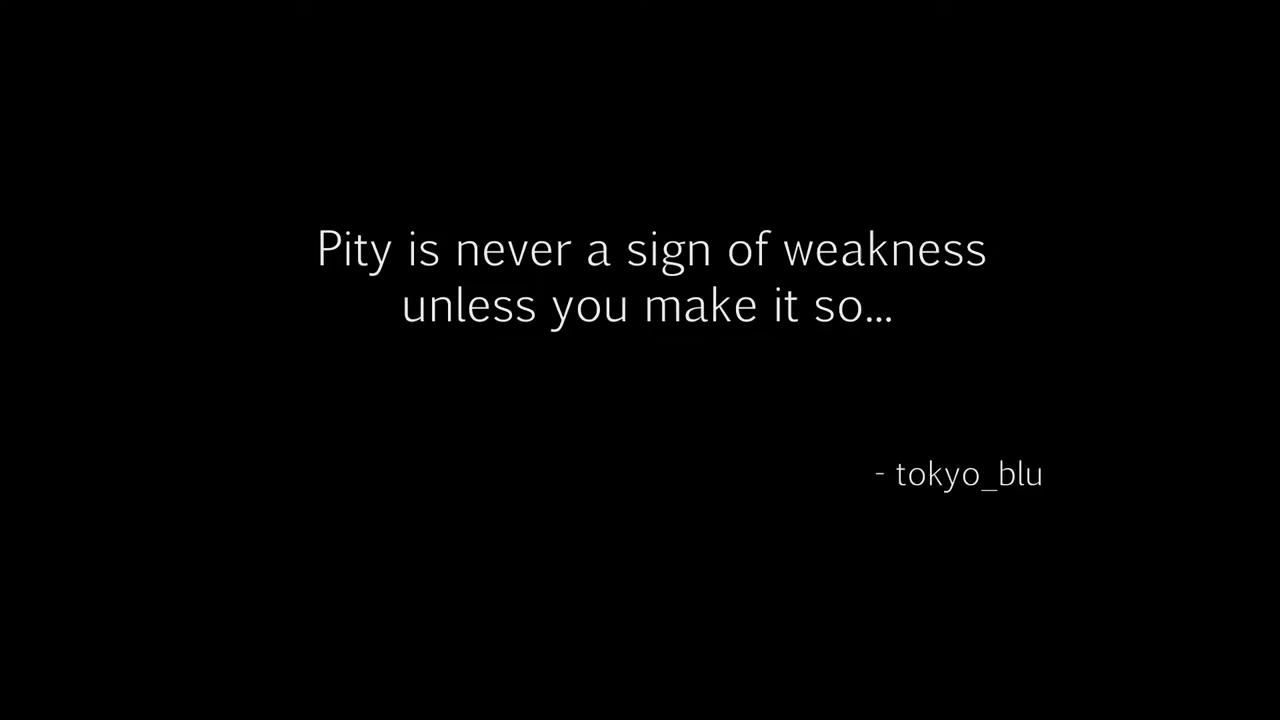 Pity is never a sign of weakness
unless you make it so...
- tokyo_blu